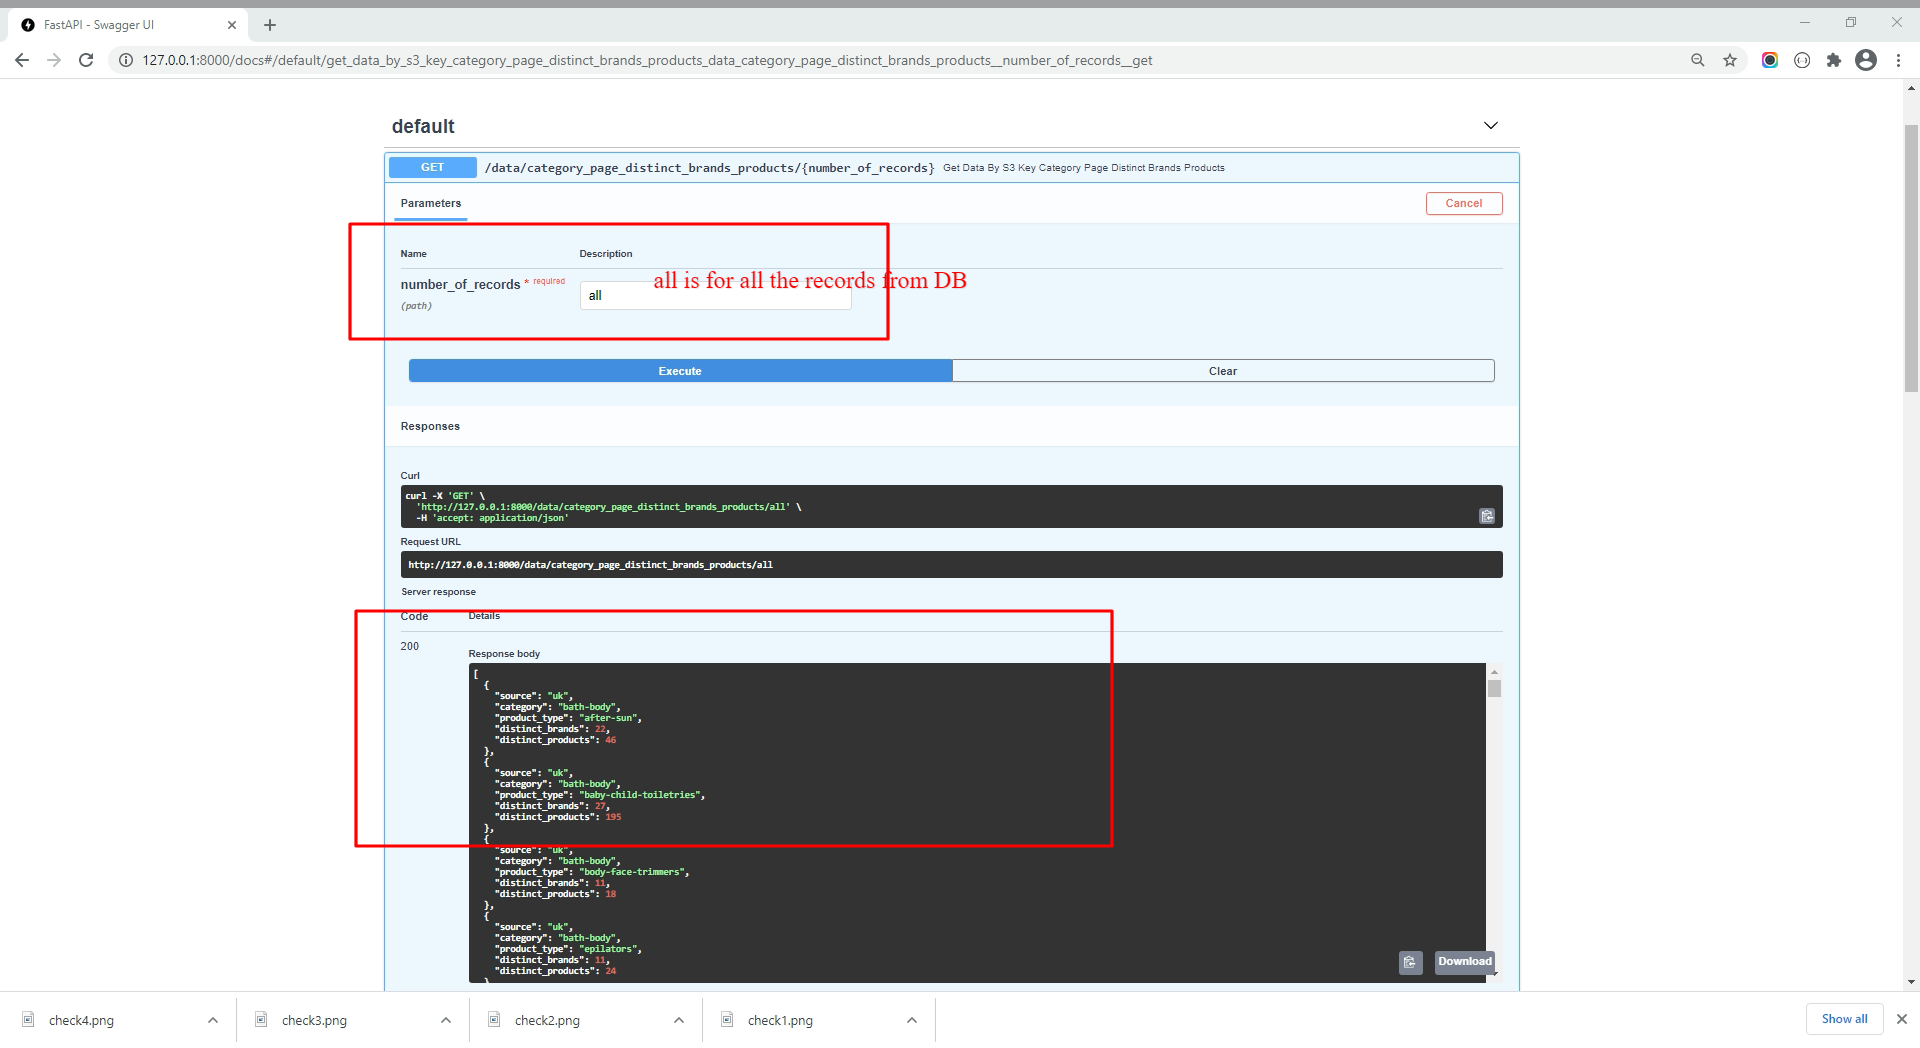 FastAPI - Swagger UI
127.0.0.1:8000/docs#/default/get_data_by_s3_key_category_page_distinct_brands_products_data_category_page_distinct_brands_products__number_of_records__get
default
GET /data/category_page_distinct_brands_products/{number_of_records} Get Data By S3 Key Category Page Distinct Brands Products
Parameters Cancel
Name Description
all is for all the records from DB
number_of_records * required
(path)
all
Execute Clear
Responses
Curl
curl -X 'GET' \
'http://127.0.0.1:8000/data/category_page_distinct_brands_products/all' \
-H 'accept: application/json'
Request URL
http://127.0.0.1:8000/data/category_page_distinct_brands_products/all
Server response
Code Details
200
Response body
[
{
"source": "uk",
"category": "bath-body",
"product_type": "after-sun",
"distinct_brands": 22,
"distinct_products": 46
},
{
"source": "uk",
"category": "bath-body",
"product_type": "baby-child-toiletries",
"distinct_brands": 27,
"distinct_products": 195
},
{
"source": "uk",
"category": "bath-body",
"product_type": "body-face-trimmers",
"distinct_brands": 11,
"distinct_products": 18
},
{
"source": "uk",
"category": "bath-body",
"product_type": "epilators",
"distinct_brands": 11,
"distinct_products": 24
}
Download
check4.png check3.png check2.png check1.png Show all